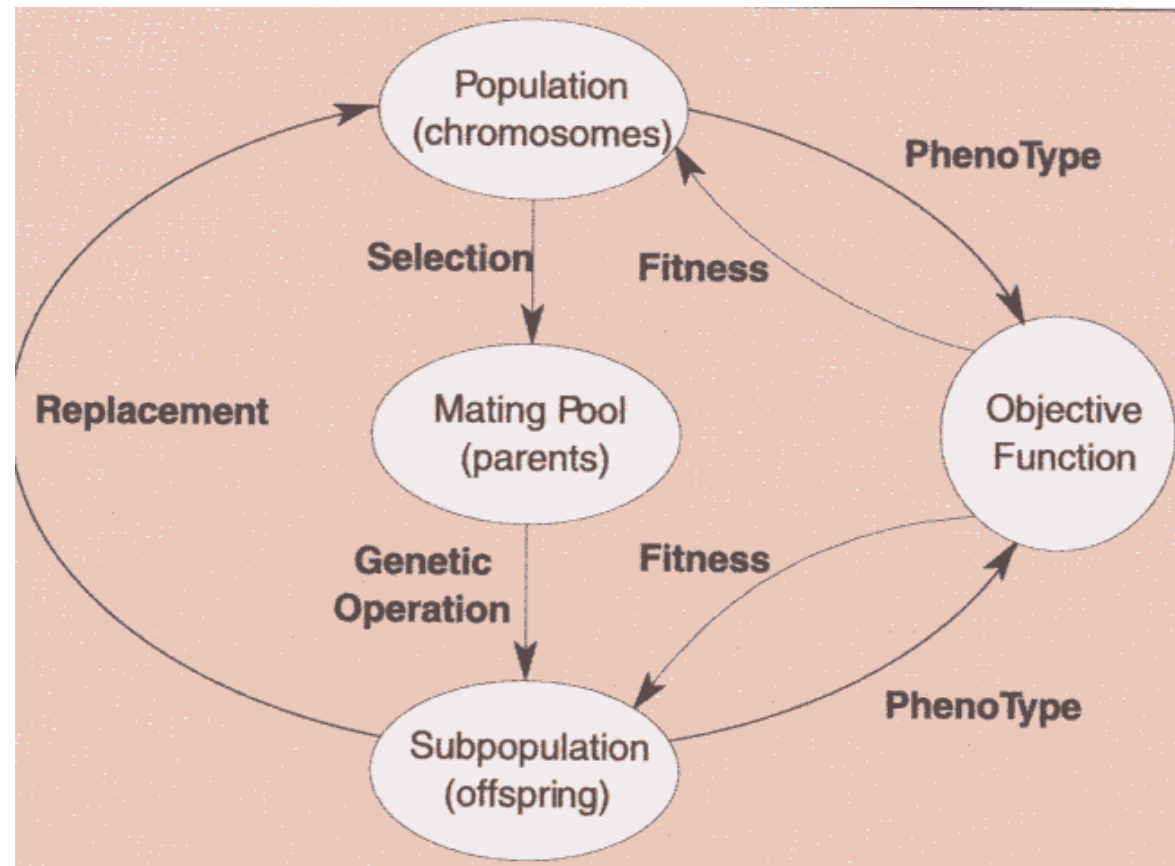 Population
(chromosomes)
PhenoType
Selection
Fitness
Replacement
Mating Pool
(parents)
Objective
Function
Genetic
Operation
Fitness
PhenoType
Subpopulation
(offspring)